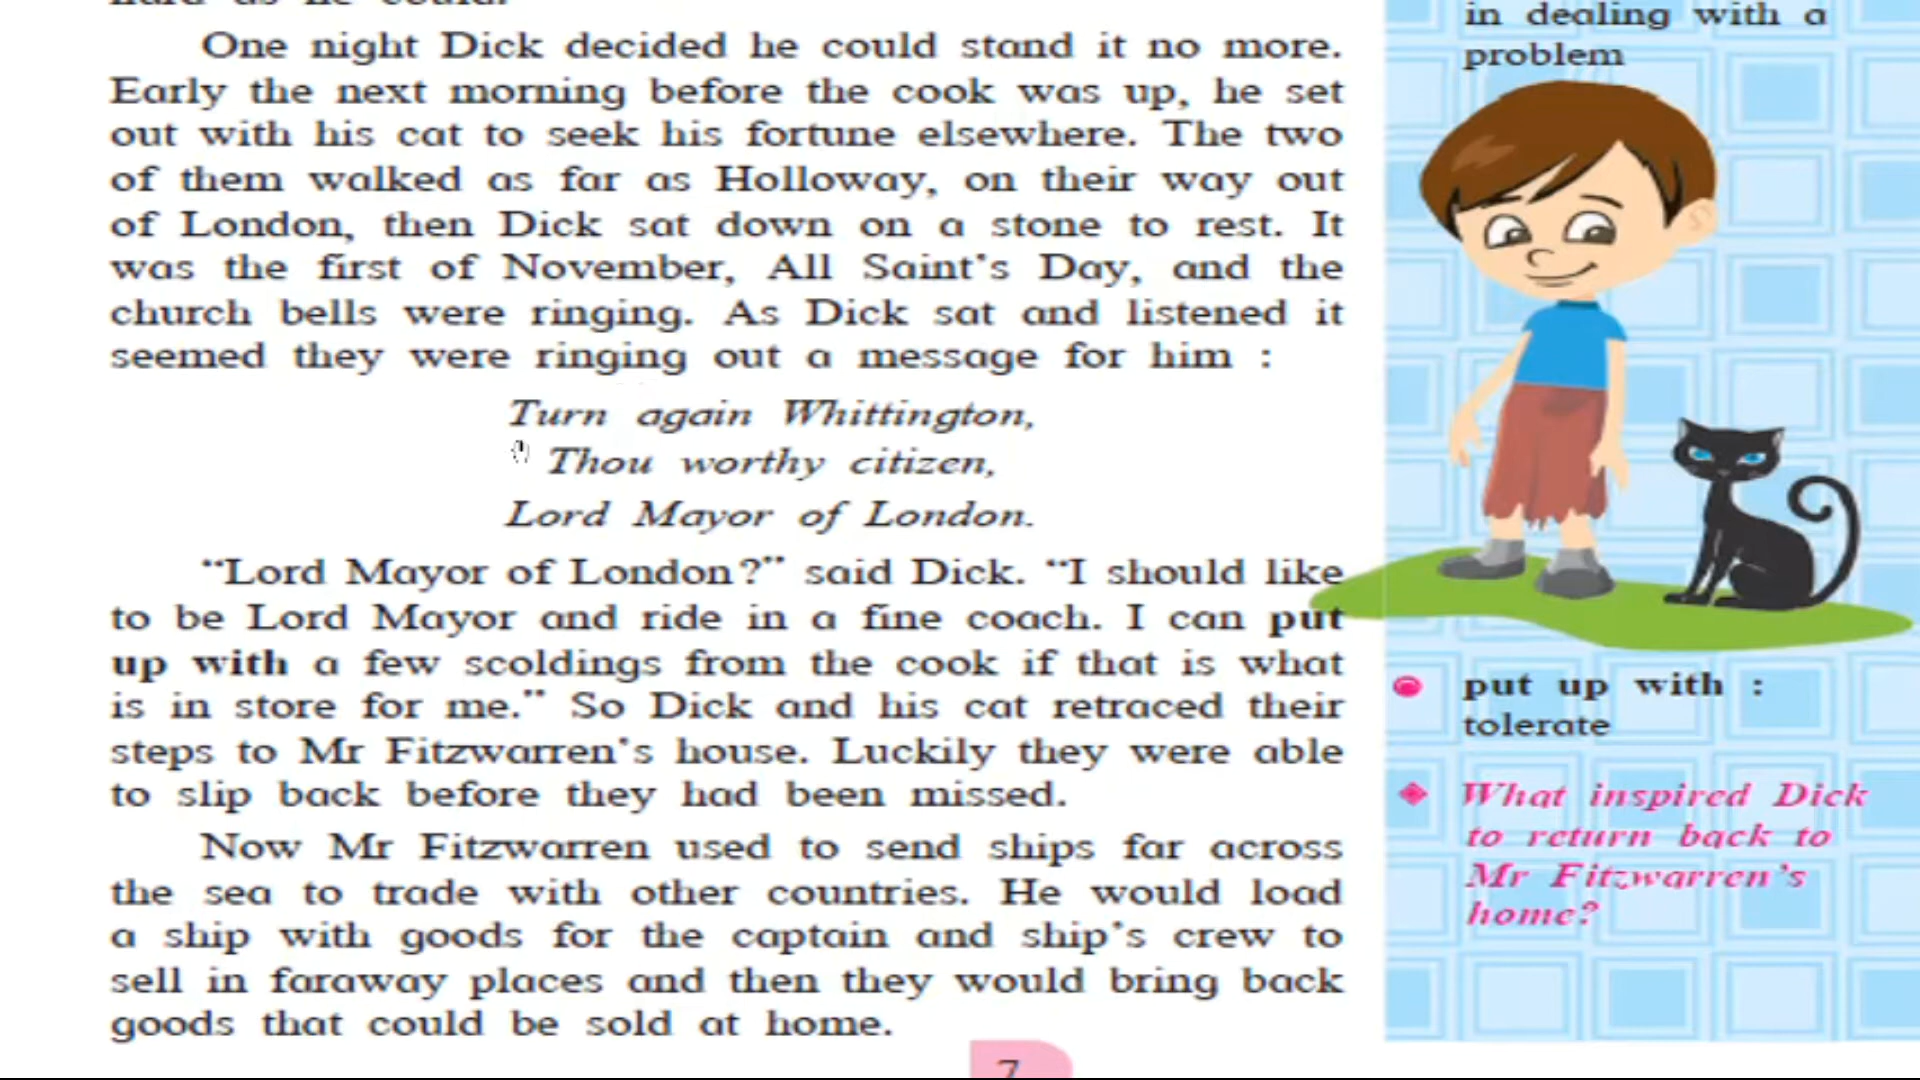 One night Dick decided he could stand it no more.
Early the next morning before the cook was up, he set
out with his cat to seek his fortune elsewhere. The two
of them walked as far as Holloway, on their way out
of London, then Dick sat down on a stone to rest. It
was the first of November, All Saint's Day, and the
church bells were ringing. As Dick sat and listened it
seemed they were ringing out a message for him :
Turn again Whittington,
Thou worthy citizen,
Lord Mayor of London.
“Lord Mayor of London?” said Dick. “I should like
to be Lord Mayor and ride in a fine coach. I can put
up with a few scoldings from the cook if that is what
is in store for me.” So Dick and his cat retraced their
steps to Mr Fitzwarren's house. Luckily they were able
to slip back before they had been missed.
Now Mr Fitzwarren used to send ships far across
the sea to trade with other countries. He would load
a ship with goods for the captain and ship's crew to
sell in faraway places and then they would bring back
goods that could be sold at home.
in dealing with a
problem
put up with :
tolerate
What inspired Dick
to return back to
Mr Fitzwarren's
home?
7